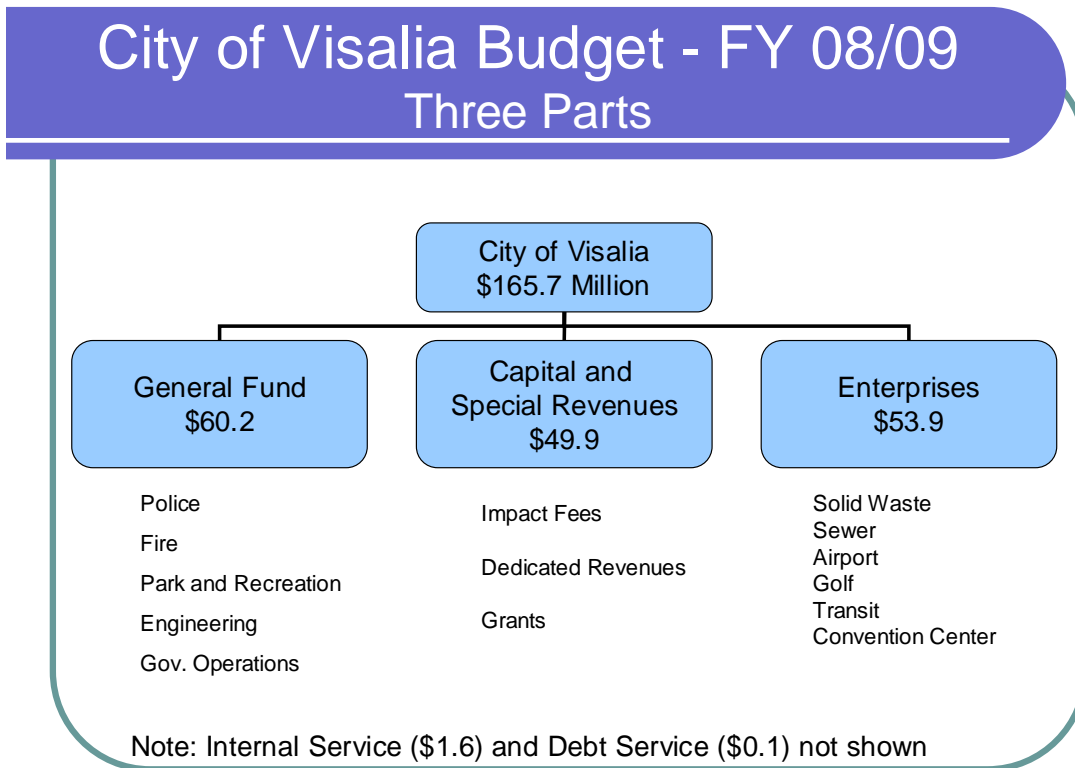 City of Visalia Budget - FY 08/09
Three Parts
City of Visalia
$165.7 Million
General Fund
$60.2
Capital and
Special Revenues
$49.9
Enterprises
$53.9
Police
Fire
Park and Recreation
Engineering
Gov. Operations
Impact Fees
Dedicated Revenues
Grants
Solid Waste
Sewer
Airport
Golf
Transit
Convention Center
Note: Internal Service ($1.6) and Debt Service ($0.1) not shown